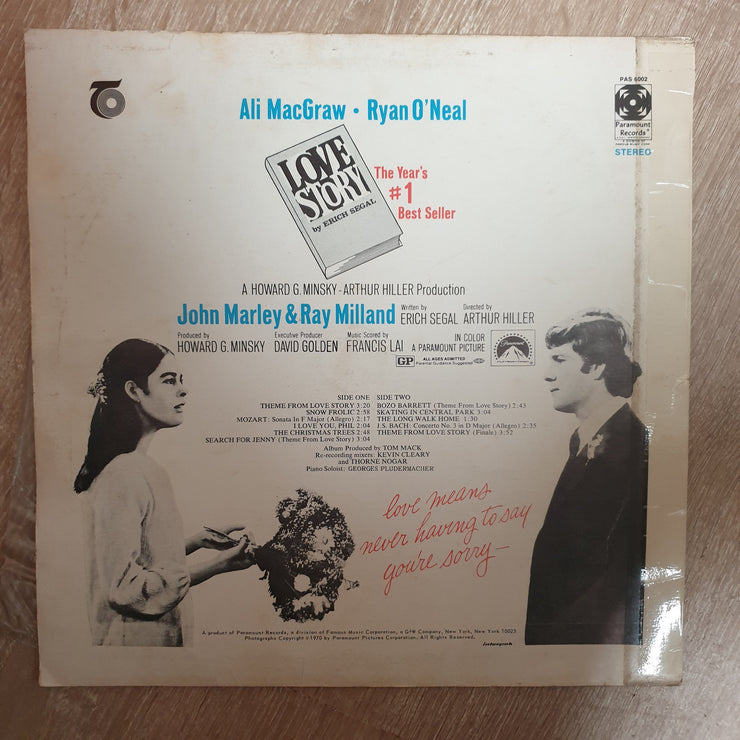 PAS 6002
Paramount
Records
STEREO
Ali MacGraw • Ryan O'Neal
LOVE
STORY
by ERICH SEGAL
The Year's
#1
Best Seller
A HOWARD G. MINSKY-ARTHUR HILLER Production
John Marley & Ray Milland Written by ERICH SEGAL Directed by ARTHUR HILLER
Produced by HOWARD G. MINSKY Executive Producer DAVID GOLDEN Music Scored by FRANCIS LAI IN COLOR
A PARAMOUNT PICTURE
GP ALL AGES ADMITTED
Parental Guidance Suggested
Paramount
SIDE ONE
THEME FROM LOVE STORY 3:20
SNOW FROLIC 2:58
MOZART: Sonata In F Major (Allegro) 2:17
I LOVE YOU, PHIL 2:04
THE CHRISTMAS TREES 2:48
SEARCH FOR JENNY (Theme From Love Story) 3:04
SIDE TWO
BOZO BARRETT (Theme From Love Story) 2:43
SKATING IN CENTRAL PARK 3:04
THE LONG WALK HOME 1:30
J.S. BACH: Concerto No. 3 in D Major (Allegro) 2:35
THEME FROM LOVE STORY (Finale) 3:52
Album Produced by TOM MACK
Re-recording mixers: KEVIN CLEARY
and THORNE NOGAR
Piano Soloist: GEORGES PLUDERMACHER
love means
never having to say
you're sorry—
A product of Paramount Records, a division of Famous Music Corporation, a G+W Company, New York, New York 10023
Photographs Copyright ©1970 by Paramount Pictures Corporation. All Rights Reserved.
interpak